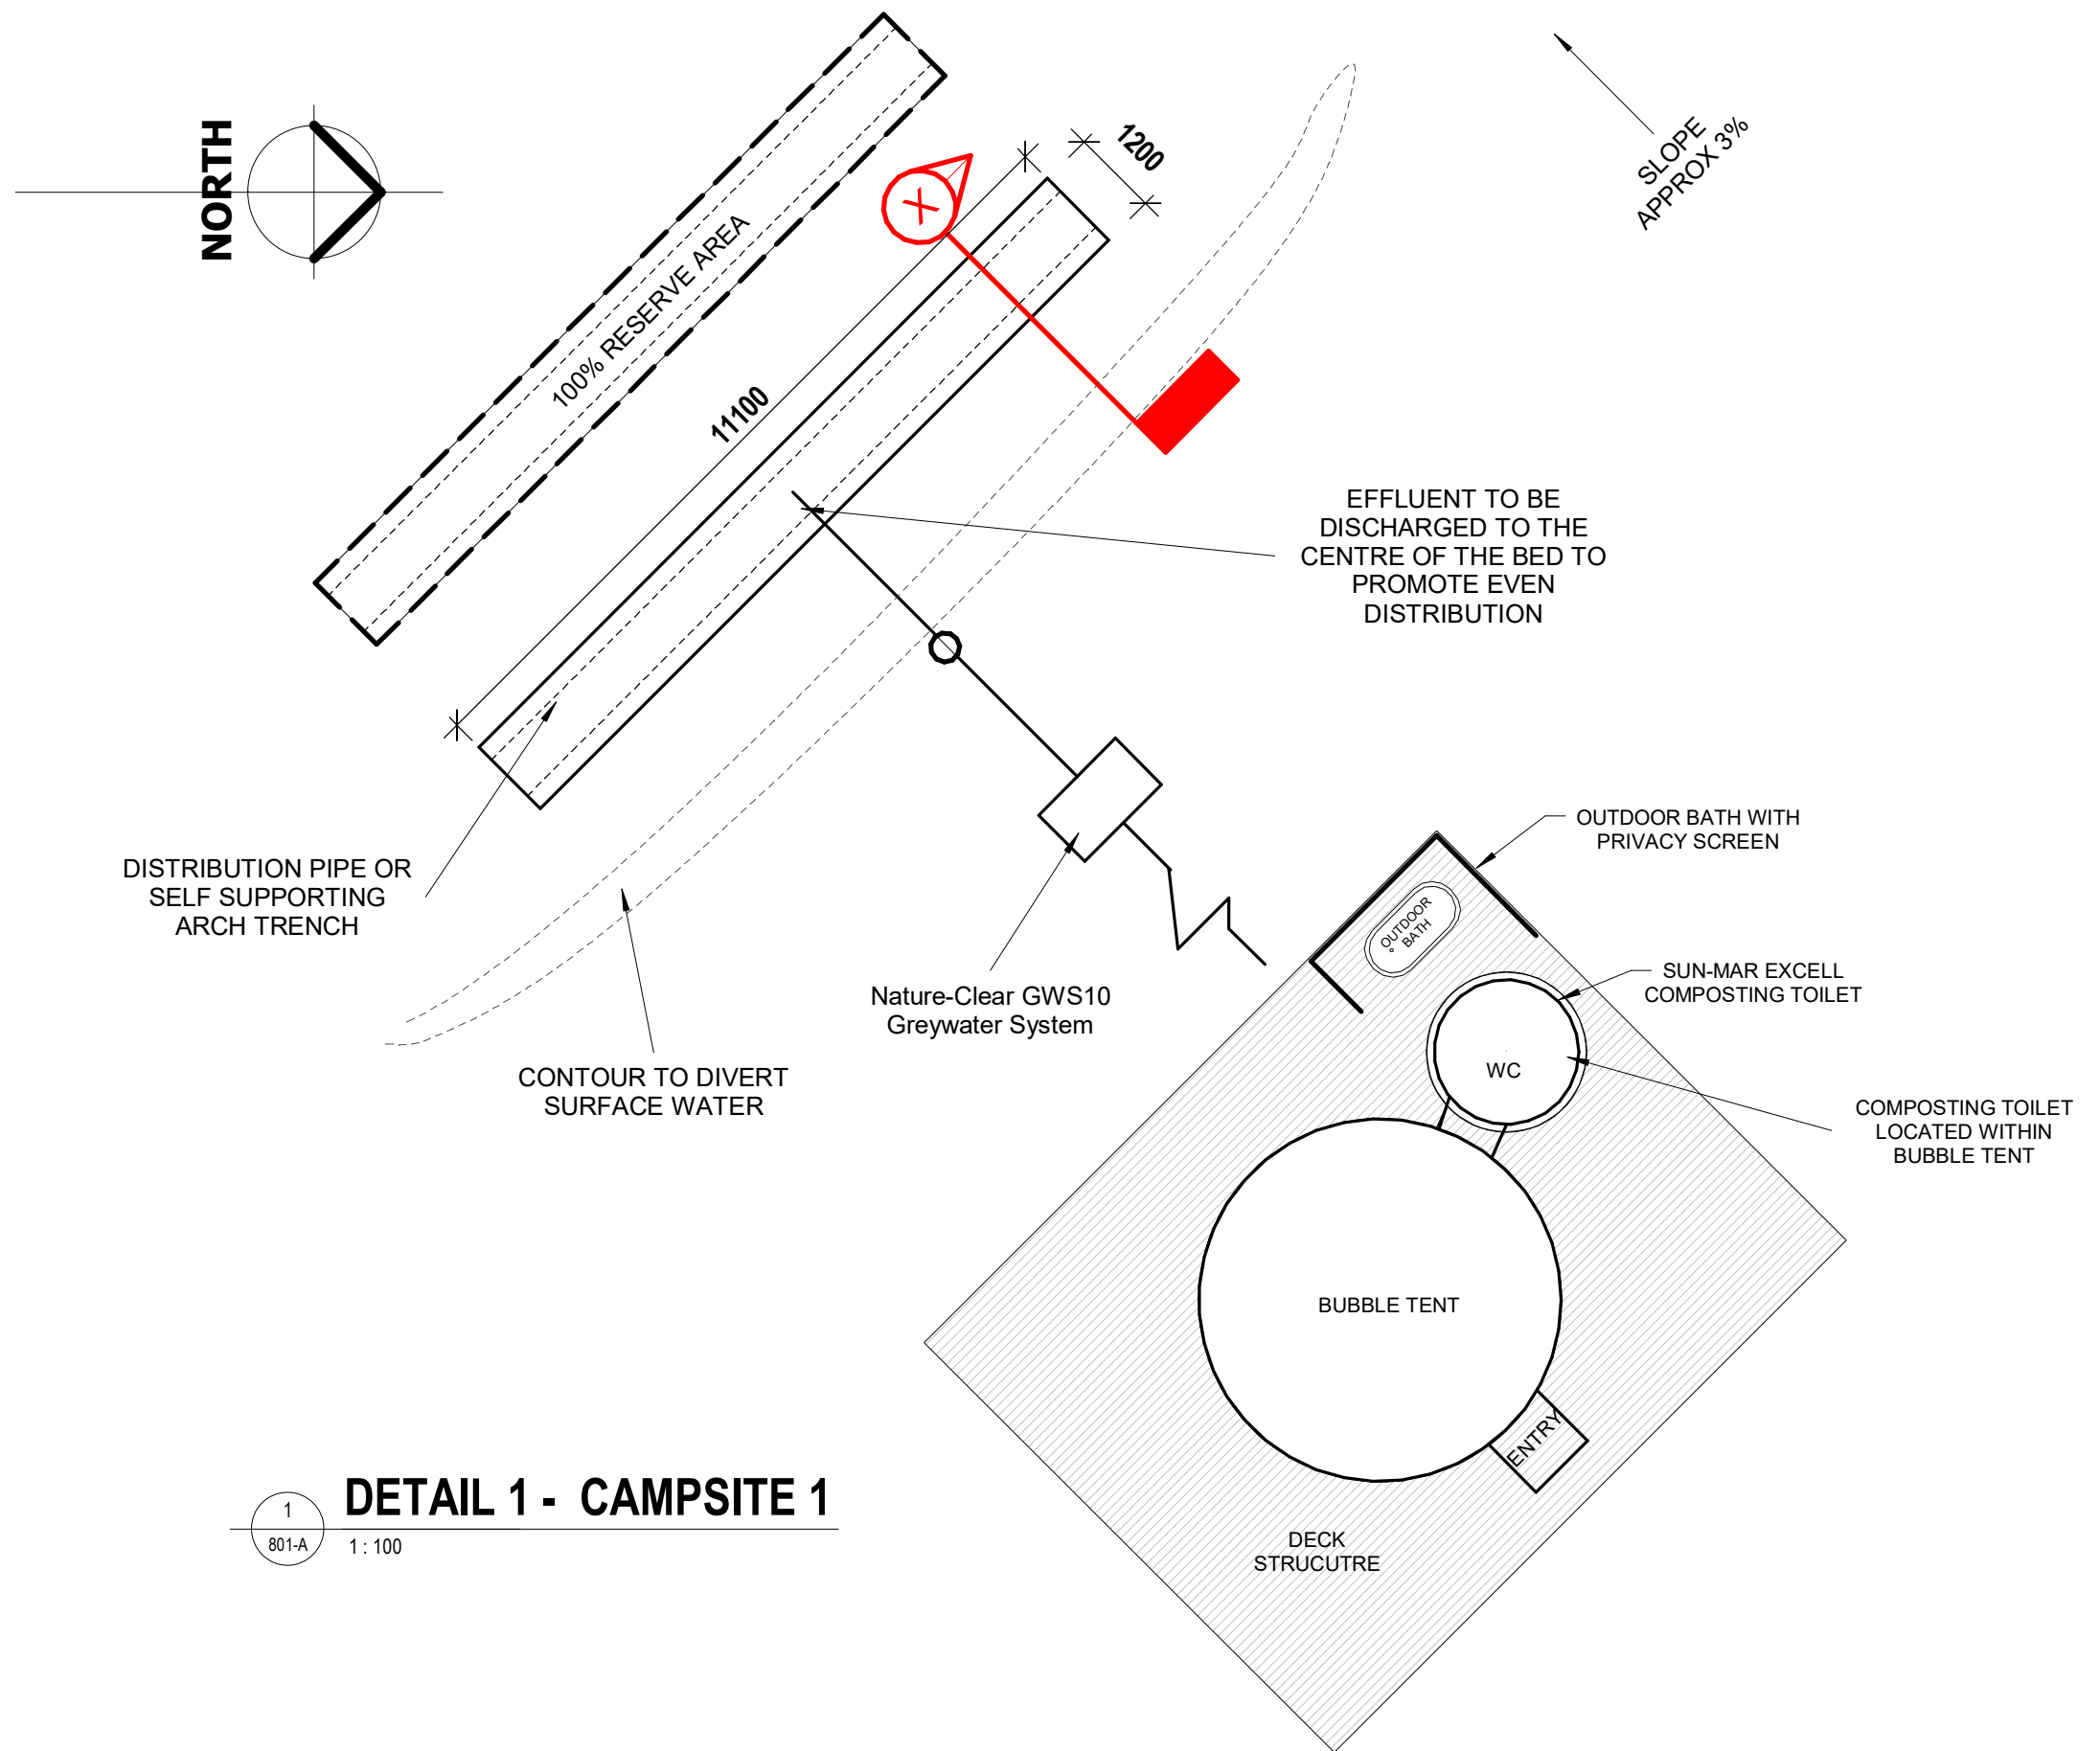 NORTH
100% RESERVE AREA
X
1200
SLOPE
APPROX 3%
11100
EFFLUENT TO BE
DISCHARGED TO THE
CENTRE OF THE BED TO
PROMOTE EVEN
DISTRIBUTION
DISTRIBUTION PIPE OR
SELF SUPPORTING
ARCH TRENCH
Nature-Clear GWS10
Greywater System
CONTOUR TO DIVERT
SURFACE WATER
OUTDOOR BATH WITH
PRIVACY SCREEN
OUTDOOR
BATH
SUN-MAR EXCELL
COMPOSTING TOILET
WC
COMPOSTING TOILET
LOCATED WITHIN
BUBBLE TENT
BUBBLE TENT
ENTRY
DECK
STRUCUTRE
1
801-A
DETAIL 1 - CAMPSITE 1
1 : 100